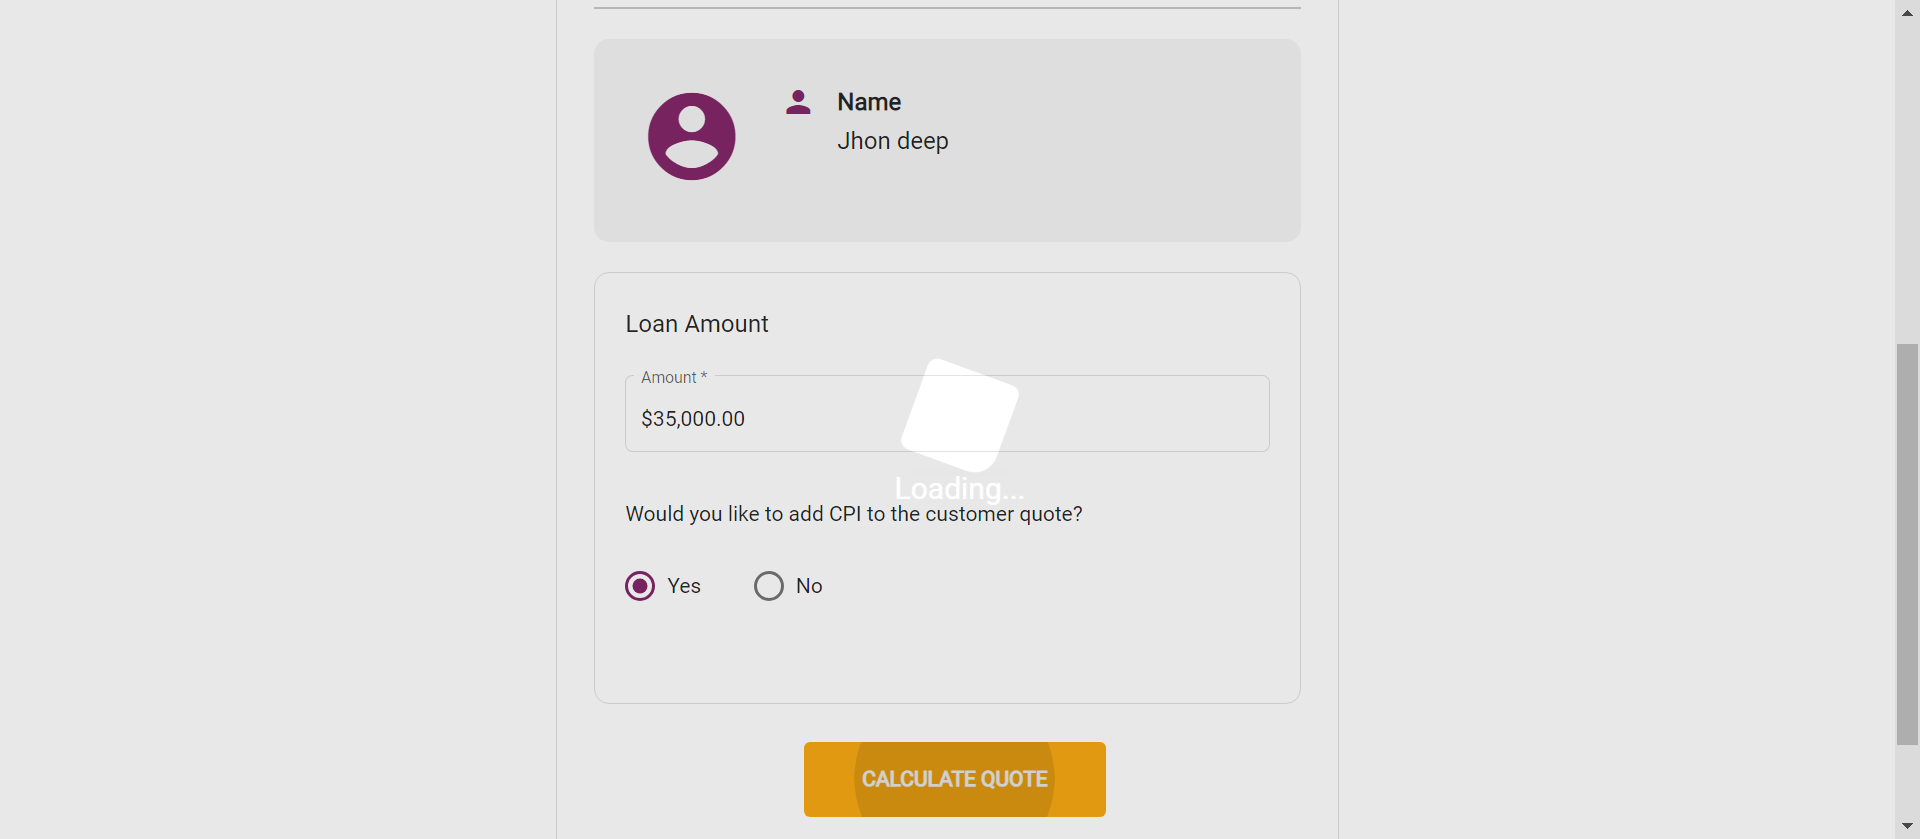 Name
Jhon deep
Loan Amount
Amount *
$35,000.00
Loading...
Would you like to add CPI to the customer quote?
Yes
No
CALCULATE QUOTE